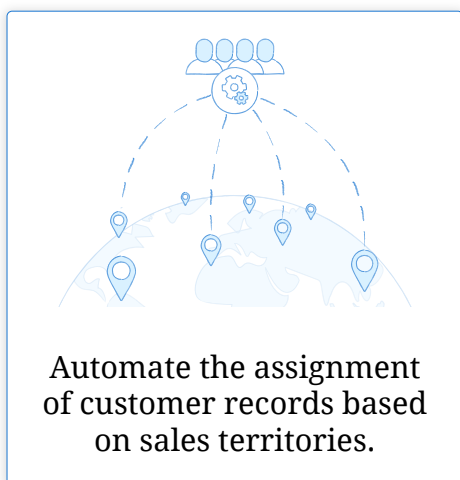 Automate the assignment
of customer records based
on sales territories.